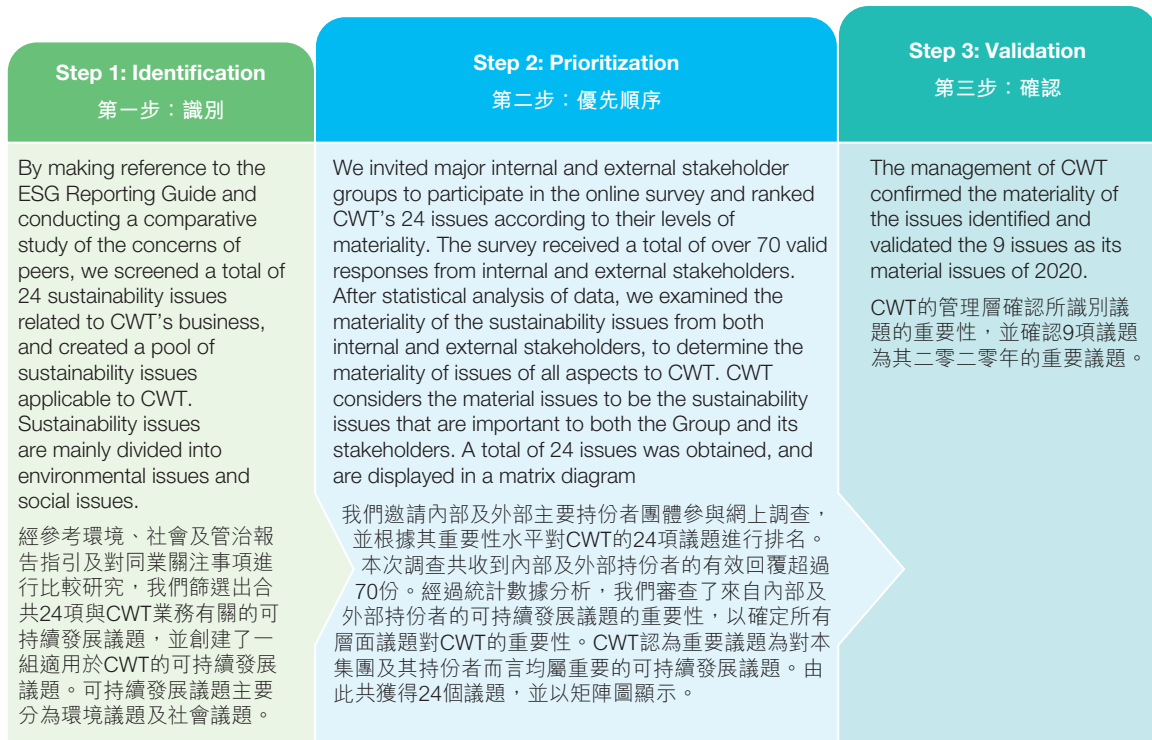 Step 1: Identification
第一步：識別
By making reference to the
ESG Reporting Guide and
conducting a comparative
study of the concerns of
peers, we screened a total of
24 sustainability issues
related to CWT's business,
and created a pool of
sustainability issues
applicable to CWT.
Sustainability issues
are mainly divided into
environmental issues and
social issues.
經參考環境、社會及管治報
告指引及對同業關注事項進
行比較研究，我們篩選出合
共24項與CWT業務有關的可
持續發展議題，並創建了一
組適用於CWT的可持續發展
議題。可持續發展議題主要
分為環境議題及社會議題。
Step 2: Prioritization
第二步：優先順序
We invited major internal and external stakeholder
groups to participate in the online survey and ranked
CWT's 24 issues according to their levels of
materiality. The survey received a total of over 70 valid
responses from internal and external stakeholders.
After statistical analysis of data, we examined the
materiality of the sustainability issues from both
internal and external stakeholders, to determine the
materiality of issues of all aspects to CWT. CWT
considers the material issues to be the sustainability
issues that are important to both the Group and its
stakeholders. A total of 24 issues was obtained, and
are displayed in a matrix diagram
我們邀請內部及外部主要持份者團體參與網上調查，
並根據其重要性水平對CWT的24項議題進行排名。
本次調查共收到內部及外部持份者的有效回覆超過
70份。經過統計數據分析，我們審查了來自內部及
外部持份者的可持續發展議題的重要性，以確定所有
層面議題對CWT的重要性。CWT認為重要議題為對本
集團及其持份者而言均屬重要的可持續發展議題。由
此共獲得24個議題，並以矩陣圖顯示。
Step 3: Validation
第三步：確認
The management of CWT
confirmed the materiality of
the issues identified and
validated the 9 issues as its
material issues of 2020.
CWT的管理層確認所識別議
題的重要性，並確認9項議題
為其二零二零年的重要議題。